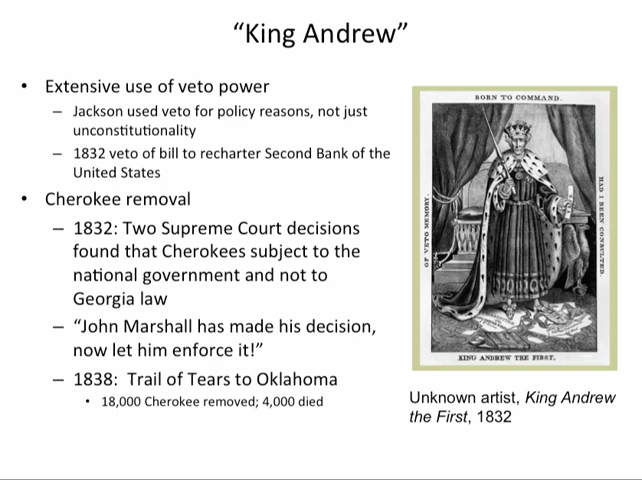 “King Andrew”
• Extensive use of veto power
– Jackson used veto for policy reasons, not just
unconstitutionality
– 1832 veto of bill to recharter Second Bank of the
United States
• Cherokee removal
– 1832: Two Supreme Court decisions
found that Cherokees subject to the
national government and not to
Georgia law
– “John Marshall has made his decision,
now let him enforce it!”
– 1838: Trail of Tears to Oklahoma
• 18,000 Cherokee removed; 4,000 died
BORN TO COMMAND.
OF VETO MEMORY.
HAD I BEEN CONSULTED.
KING ANDREW THE FIRST.
Unknown artist, King Andrew
the First, 1832